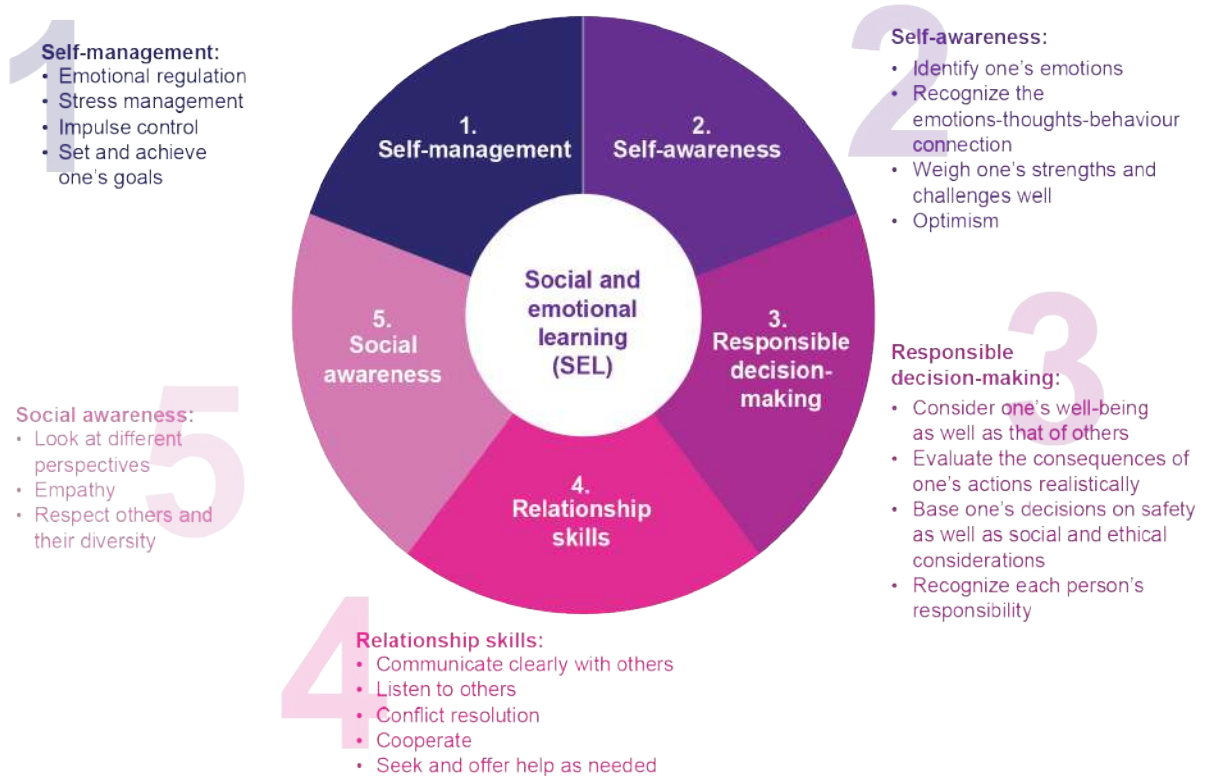 1
Self-management:
• Emotional regulation
• Stress management
• Impulse control
• Set and achieve
one's goals
2
Self-awareness:
• Identify one's emotions
• Recognize the
emotions-thoughts-behaviour
connection
• Weigh one's strengths and
challenges well
• Optimism
1.
Self-management
2.
Self-awareness
3.
Responsible
decision-
making
4.
Relationship
skills
5.
Social
awareness
Social and
emotional
learning
(SEL)
3
Responsible
decision-making:
• Consider one's well-being
as well as that of others
• Evaluate the consequences of
one's actions realistically
• Base one's decisions on safety
as well as social and ethical
considerations
• Recognize each person's
responsibility
4
Relationship skills:
• Communicate clearly with others
• Listen to others
• Conflict resolution
• Cooperate
• Seek and offer help as needed
5
Social awareness:
• Look at different
perspectives
• Empathy
• Respect others and
their diversity